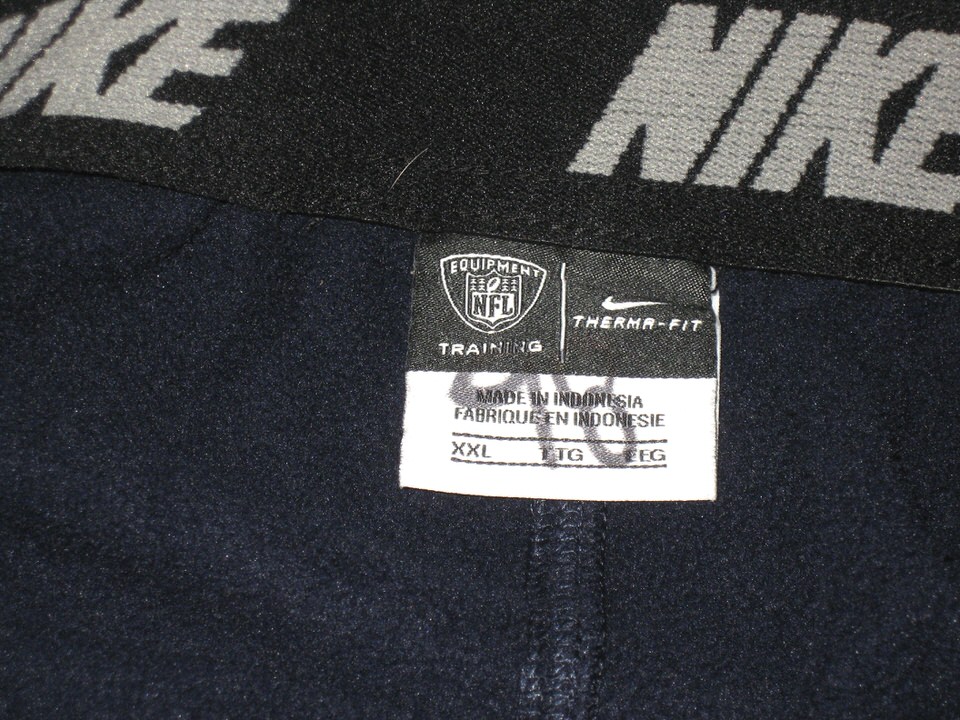 NIKE
NIKE
EQUIPMENT
NFL
TRAINING
THERMA-FIT
MADE IN INDONESIA
FABRIQUE EN INDONESIE
XXL TTG EEG